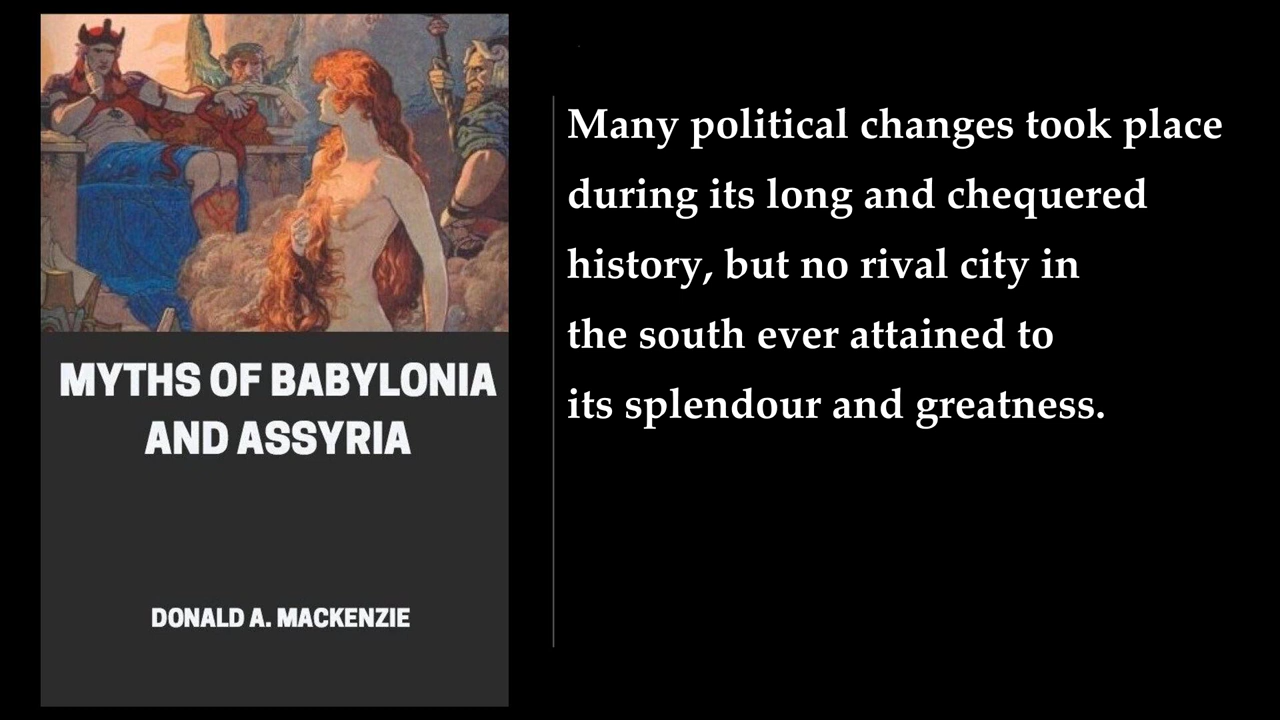 MYTHS OF BABYLONIA
AND ASSYRIA
DONALD A. MACKENZIE
Many political changes took place
during its long and chequered
history, but no rival city in
the south ever attained to
its splendour and greatness.